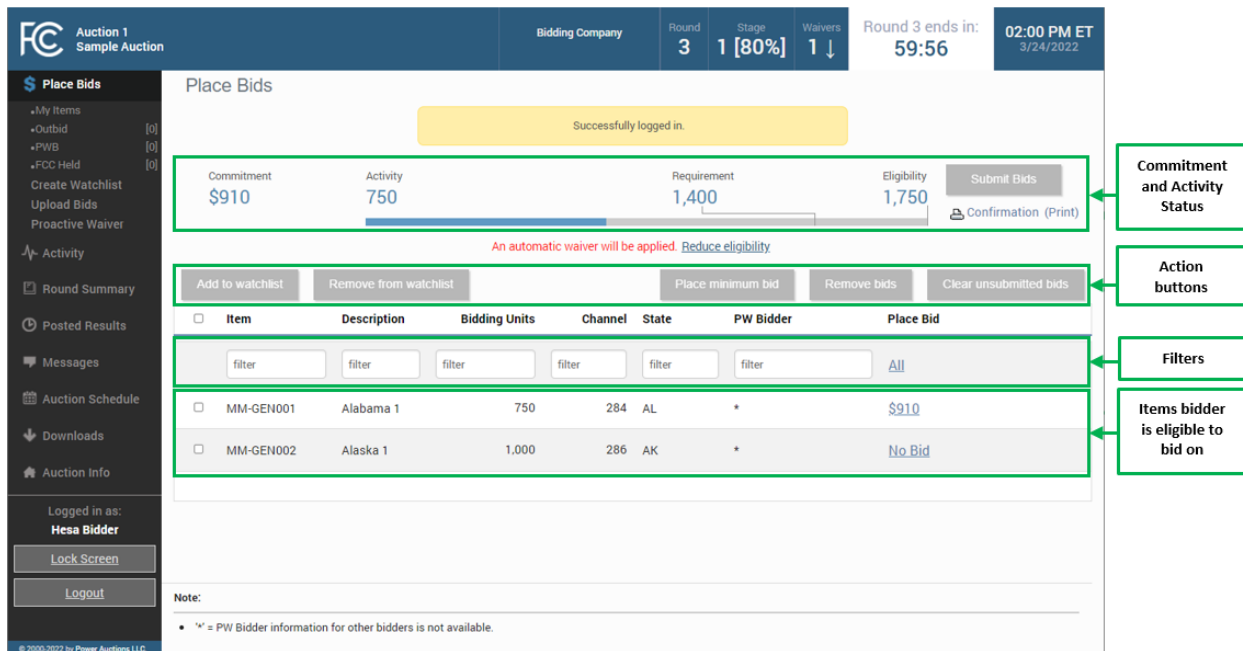 FCC
Auction 1
Sample Auction
Bidding Company
Round
3
Stage
1 [80%]
Waivers
1 ↓
Round 3 ends in:
59:56
02:00 PM ET
3/24/2022
$ Place Bids
My Items
Outbid [0]
PWB [0]
FCC Held [0]
Create Watchlist
Upload Bids
Proactive Waiver
Activity
Round Summary
Posted Results
Messages
Auction Schedule
Downloads
Auction Info
Logged in as:
Hesa Bidder
Lock Screen
Logout
© 2000-2022 by Power Auctions LLC.
Place Bids
Successfully logged in.
Commitment
$910
Activity
750
Requirement
1,400
Eligibility
1,750
Submit Bids
Confirmation (Print)
An automatic waiver will be applied. Reduce eligibility
Add to watchlist Remove from watchlist Place minimum bid Remove bids Clear unsubmitted bids
Item Description Bidding Units Channel State PW Bidder Place Bid
filter filter filter filter filter filter All
MM-GEN001 Alabama 1 750 284 AL * $910
MM-GEN002 Alaska 1 1,000 286 AK * No Bid
Note:
• '*' = PW Bidder information for other bidders is not available.
Commitment
and Activity
Status
Action
buttons
Filters
Items bidder
is eligible to
bid on